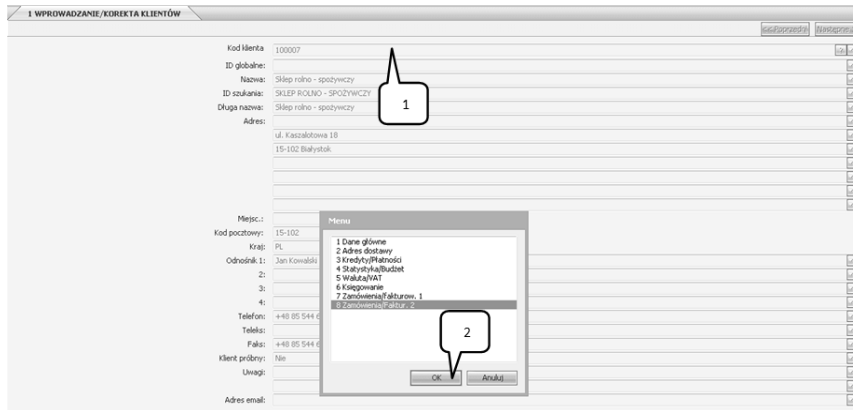 1 WPROWADZANIE/KOREKTA KLIENTÓW
<<Poprzedni Następne
Kod klienta 100007
ID globalne:
Nazwa: Sklep rolno - spożywczy
ID szukania: SKLEP ROLNO - SPOŻYWCZY
Długa nazwa: Sklep rolno - spożywczy
1
Adres:
ul. Kaszalotowa 18
15-102 Białystok
Miejsc.:
Kod pocztowy: 15-102
Kraj: PL
Odnośnik 1: Jan Kowalski
2:
3:
4:
Telefon: +48 85 544 6
Teleks:
Faks: +48 85 544 6
Klient próbny: Nie
Uwagi:
Adres email:
Menu
1 Dane główne
2 Adres dostawy
3 Kredyty/Płatności
4 Statystyka/Budżet
5 Waluta/VAT
6 Księgowanie
7 Zamówienia/fakturow. 1
8 Zamówienia/Faktur. 2
2
OK Anuluj